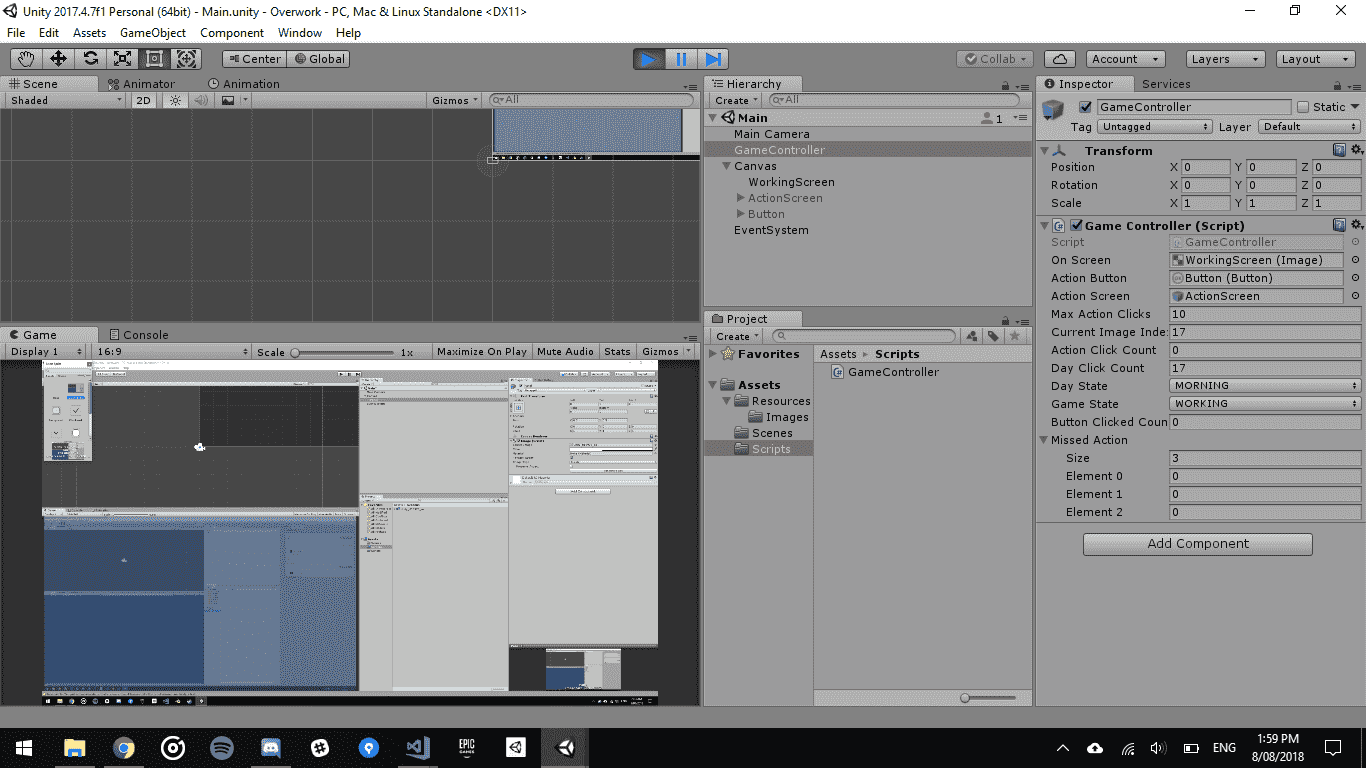 Unity 2017.4.7f1 Personal (64bit) - Main.unity - Overwork - PC, Mac & Linux Standalone <DX11>
File Edit Assets GameObject Component Window Help
Center Global Collab Account Layers Layout
Scene Animator Animation
Shaded 2D Gizmos All
Hierarchy
Create All
Main 1
Main Camera
GameController
Canvas
WorkingScreen
ActionScreen
Button
EventSystem
Game Console
Display 1 16:9 Scale 1x Maximize On Play Mute Audio Stats Gizmos
Project
Create
Favorites
Assets
Resources
Images
Scenes
Scripts
Assets Scripts
GameController
Inspector Services
GameController Static
Tag Untagged Layer Default
Transform
Position X 0 Y 0 Z 0
Rotation X 0 Y 0 Z 0
Scale X 1 Y 1 Z 1
Game Controller (Script)
Script GameController
On Screen WorkingScreen (Image)
Action Button Button (Button)
Action Screen ActionScreen
Max Action Clicks 10
Current Image Inde: 17
Action Click Count 0
Day Click Count 17
Day State MORNING
Game State WORKING
Button Clicked Coun 0
Missed Action
Size 3
Element 0 0
Element 1 0
Element 2 0
Add Component
EPIC GAMES
ENG
1:59 PM
8/08/2018